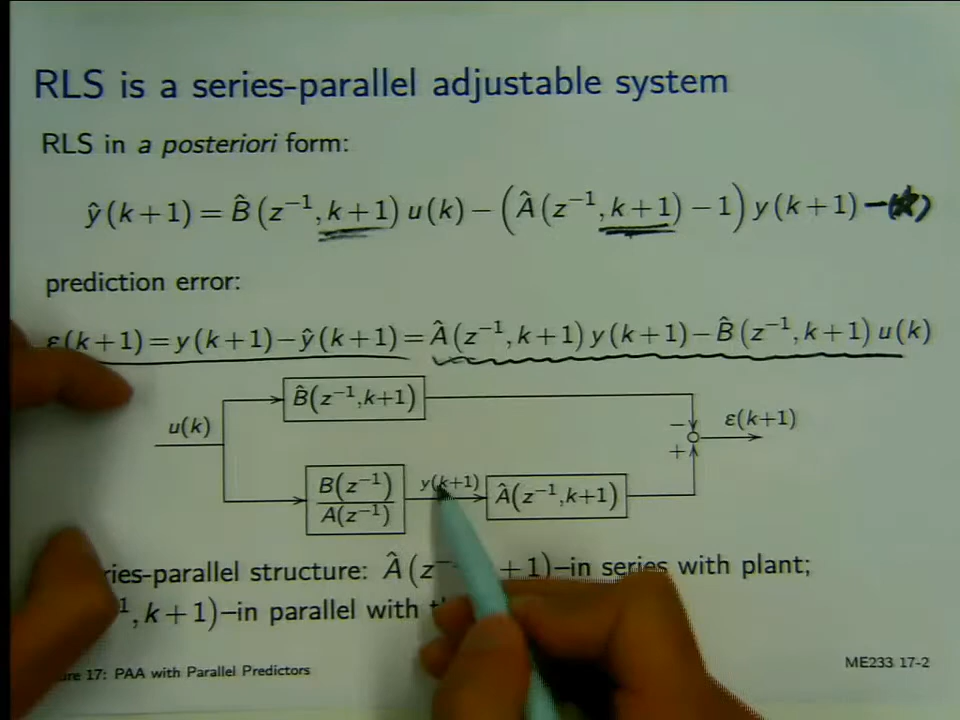 RLS is a series-parallel adjustable system
RLS in a posteriori form:
ŷ(k+1) = B̂(z⁻¹, k+1) u(k) − (Â(z⁻¹, k+1) − 1) y(k+1) −(*)
prediction error:
ε(k+1) = y(k+1) − ŷ(k+1) = Â(z⁻¹, k+1) y(k+1) − B̂(z⁻¹, k+1) u(k)
B̂(z⁻¹, k+1)
u(k)
−
ε(k+1)
+
B(z⁻¹)
A(z⁻¹)
y(k+1)
Â(z⁻¹, k+1)
structure: Â(z +1)–in series with plant;
, k+1)–in parallel with
17: PAA with Parallel Predictors
ME233 17-2